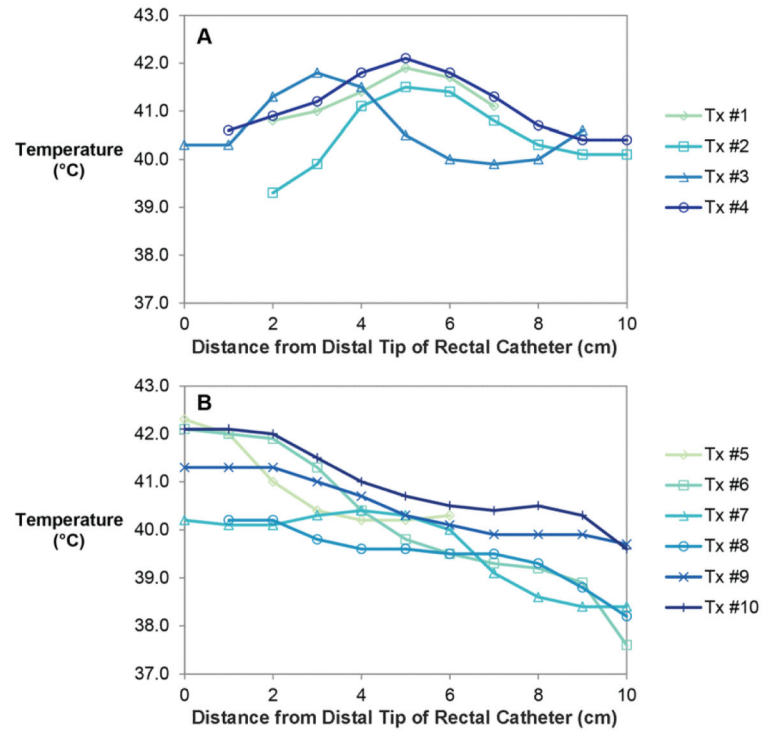 43.0
A
42.0
41.0
Temperature
(°C)
40.0
39.0
38.0
37.0
0 2 4 6 8 10
Distance from Distal Tip of Rectal Catheter (cm)
Tx #1
Tx #2
Tx #3
Tx #4
43.0
B
42.0
41.0
Temperature
(°C)
40.0
39.0
38.0
37.0
0 2 4 6 8 10
Distance from Distal Tip of Rectal Catheter (cm)
Tx #5
Tx #6
Tx #7
Tx #8
Tx #9
Tx #10